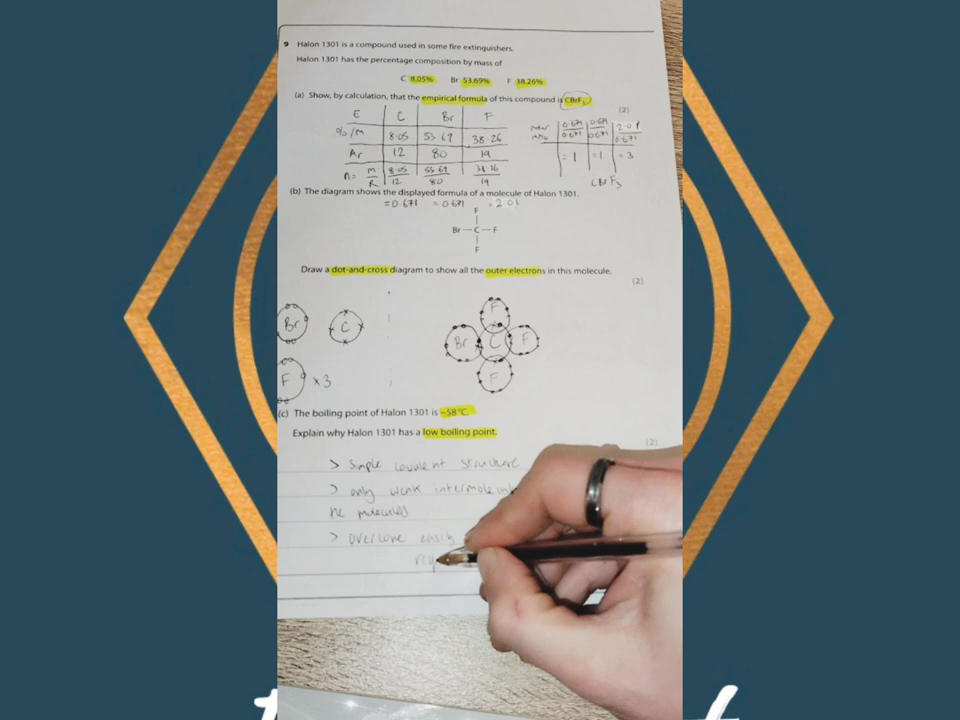 9 Halon 1301 is a compound used in some fire extinguishers.
Halon 1301 has the percentage composition by mass of
C 8.05% Br 53.69% F 38.26%
(a) Show, by calculation, that the empirical formula of this compound is CBrF3
(2)
E C Br F
%/M 8.05 53.69 38.26
Ar 12 80 19
n= M/R 8.05/12 53.69/80 38.26/19
=0.671 =0.671 =2.01
0.671/0.671 0.671/0.671 2.01/0.671
=1 =1 =3
CBrF3
(b) The diagram shows the displayed formula of a molecule of Halon 1301.
F
Br—C—F
F
Draw a dot-and-cross diagram to show all the outer electrons in this molecule.
(2)
Br C
F x3
F
Br C F
F
(c) The boiling point of Halon 1301 is –58°C.
Explain why Halon 1301 has a low boiling point.
(2)
> Simple covalent structure
> only weak
molecules
> overcome easily